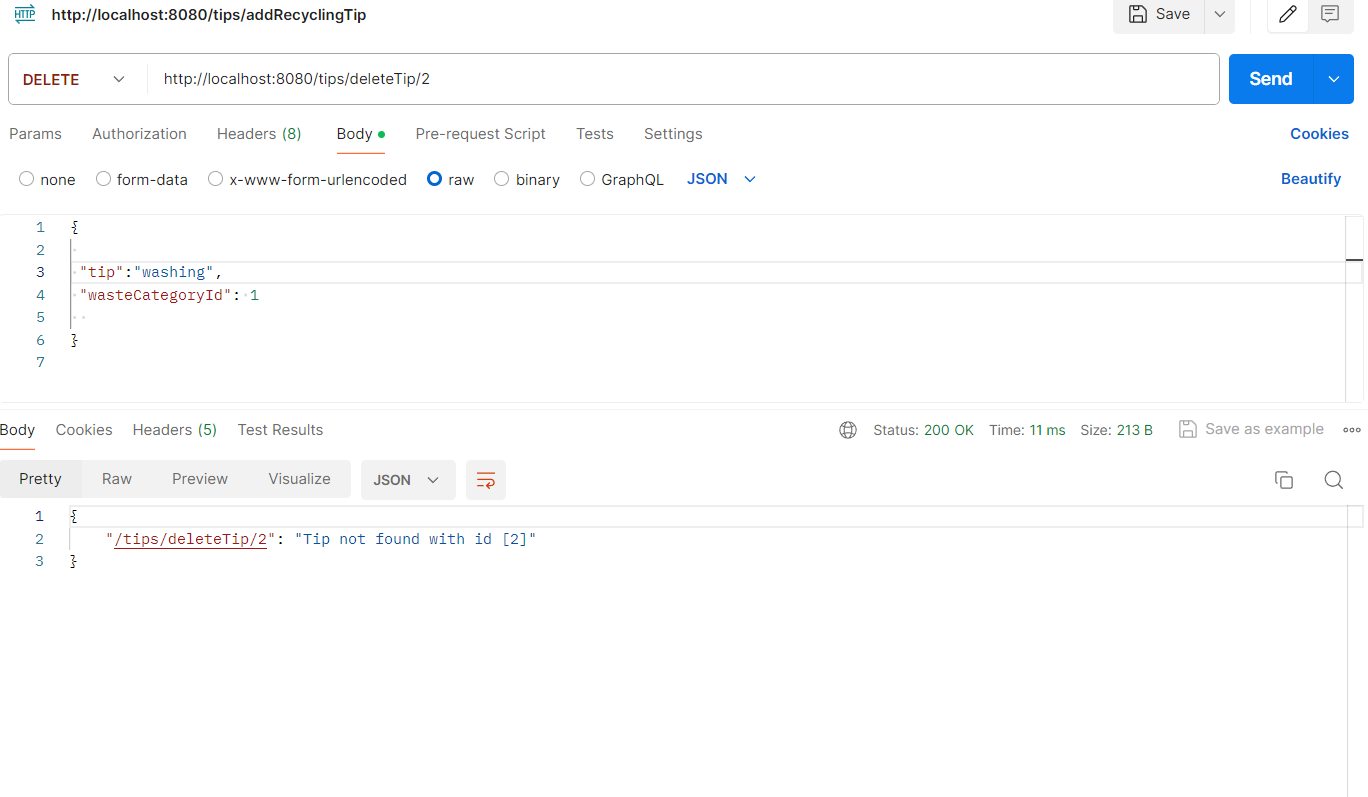 HTTP http://localhost:8080/tips/addRecyclingTip Save
DELETE http://localhost:8080/tips/deleteTip/2 Send
Params Authorization Headers (8) Body Pre-request Script Tests Settings Cookies
none form-data x-www-form-urlencoded raw binary GraphQL JSON Beautify
1 {
2
3 "tip":"washing",
4 "wasteCategoryId": 1
5
6 }
7
Body Cookies Headers (5) Test Results Status: 200 OK Time: 11 ms Size: 213 B Save as example
Pretty Raw Preview Visualize JSON
1 {
2 "/tips/deleteTip/2": "Tip not found with id [2]"
3 }